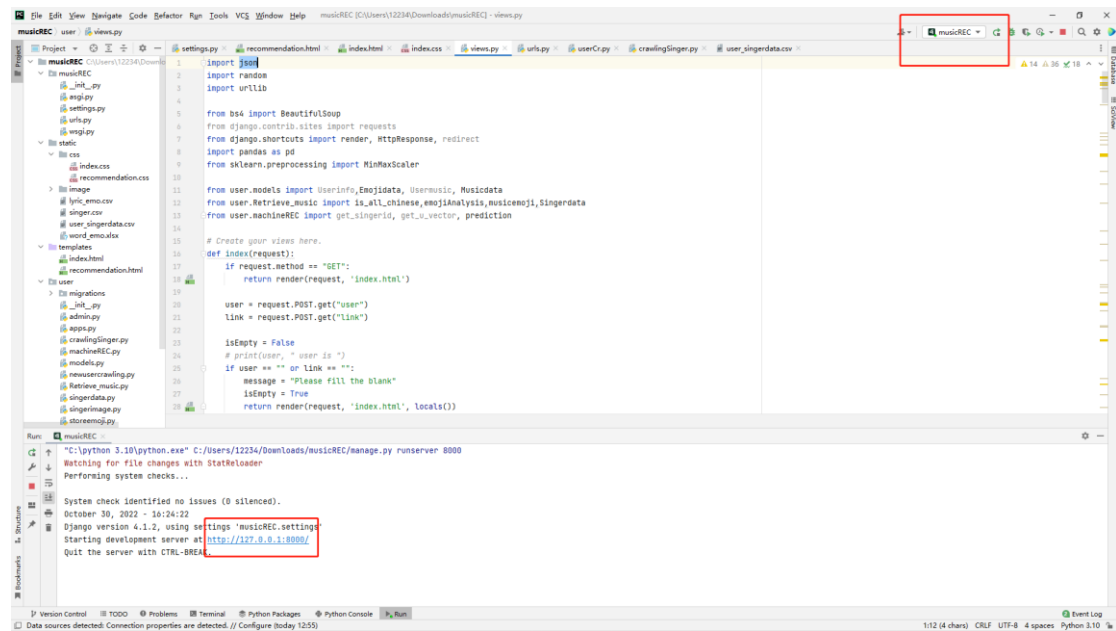 File Edit View Navigate Code Refactor Run Tools VCS Window Help musicREC [C:\Users\12234\Downloads\musicREC] - views.py
musicREC user views.py musicREC
Project settings.py recommendation.html index.html index.css views.py urls.py userCr.py crawlingSinger.py user_singerdata.csv
musicREC C:\Users\12234\Downlo
musicREC
__init__.py
asgi.py
settings.py
urls.py
wsgi.py
static
css
index.css
recommendation.css
image
lyric_emo.csv
singer.csv
user_singerdata.csv
word_emo.xlsx
templates
index.html
recommendation.html
user
migrations
__init__.py
admin.py
apps.py
crawlingSinger.py
machineREC.py
models.py
newusercrawling.py
Retrieve_music.py
singerdata.py
singerimage.py
storeemoji.py
1 import json 14 36 18
2 import random
3 import urllib
4
5 from bs4 import BeautifulSoup
6 from django.contrib.sites import requests
7 from django.shortcuts import render, HttpResponse, redirect
8 import pandas as pd
9 from sklearn.preprocessing import MinMaxScaler
10
11 from user.models import Userinfo,Emojidata, Usermusic, Musicdata
12 from user.Retrieve_music import is_all_chinese,emojiAnalysis,musicemoji,Singerdata
13 from user.machineREC import get_singerid, get_u_vector, prediction
14
15 # Create your views here.
16 def index(request):
17 if request.method == "GET":
18 return render(request, 'index.html')
19
20 user = request.POST.get("user")
21 link = request.POST.get("link")
22
23 isEmpty = False
24 # print(user, " user is ")
25 if user == "" or link == "":
26 message = "Please fill the blank"
27 isEmpty = True
28 return render(request, 'index.html', locals())
Project
Structure
Bookmarks
Database
SciView
Run: musicREC
"C:\python 3.10\python.exe" C:/Users/12234/Downloads/musicREC/manage.py runserver 8000
Watching for file changes with StatReloader
Performing system checks...
System check identified no issues (0 silenced).
October 30, 2022 - 16:24:22
Django version 4.1.2, using settings 'musicREC.settings'
Starting development server at http://127.0.0.1:8000/
Quit the server with CTRL-BREAK.
Version Control TODO Problems Terminal Python Packages Python Console Run Event Log
Data sources detected: Connection properties are detected. // Configure (today 12:55) 1:12 (4 chars) CRLF UTF-8 4 spaces Python 3.10